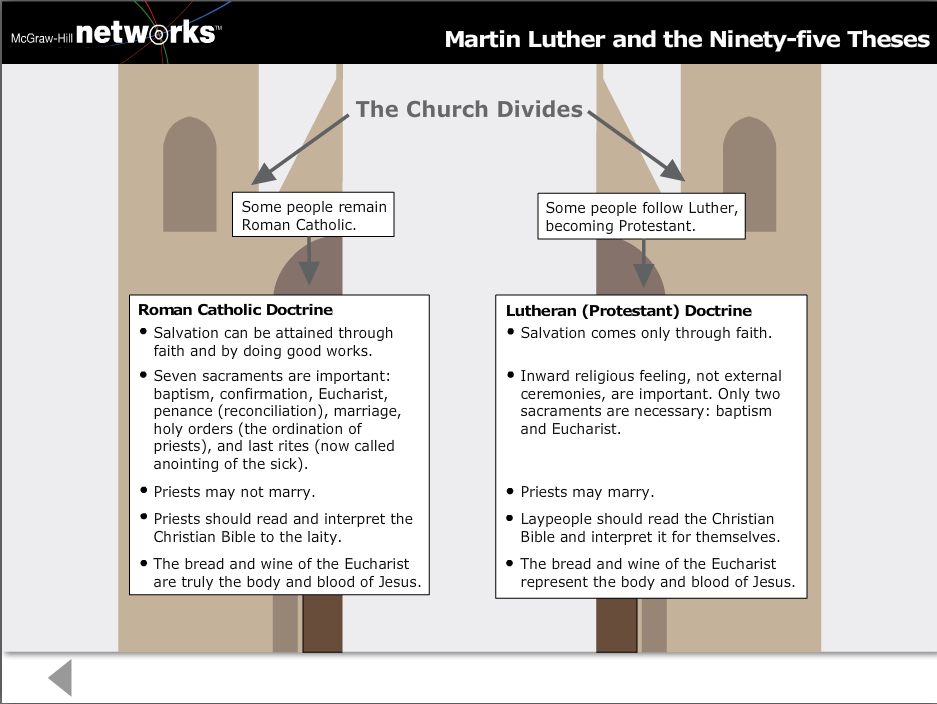 McGraw-Hill networks™
Martin Luther and the Ninety-five Theses
The Church Divides
Some people remain
Roman Catholic.
Some people follow Luther,
becoming Protestant.
Roman Catholic Doctrine
• Salvation can be attained through
faith and by doing good works.
• Seven sacraments are important:
baptism, confirmation, Eucharist,
penance (reconciliation), marriage,
holy orders (the ordination of
priests), and last rites (now called
anointing of the sick).
• Priests may not marry.
• Priests should read and interpret the
Christian Bible to the laity.
• The bread and wine of the Eucharist
are truly the body and blood of Jesus.
Lutheran (Protestant) Doctrine
• Salvation comes only through faith.
• Inward religious feeling, not external
ceremonies, are important. Only two
sacraments are necessary: baptism
and Eucharist.
• Priests may marry.
• Laypeople should read the Christian
Bible and interpret it for themselves.
• The bread and wine of the Eucharist
represent the body and blood of Jesus.